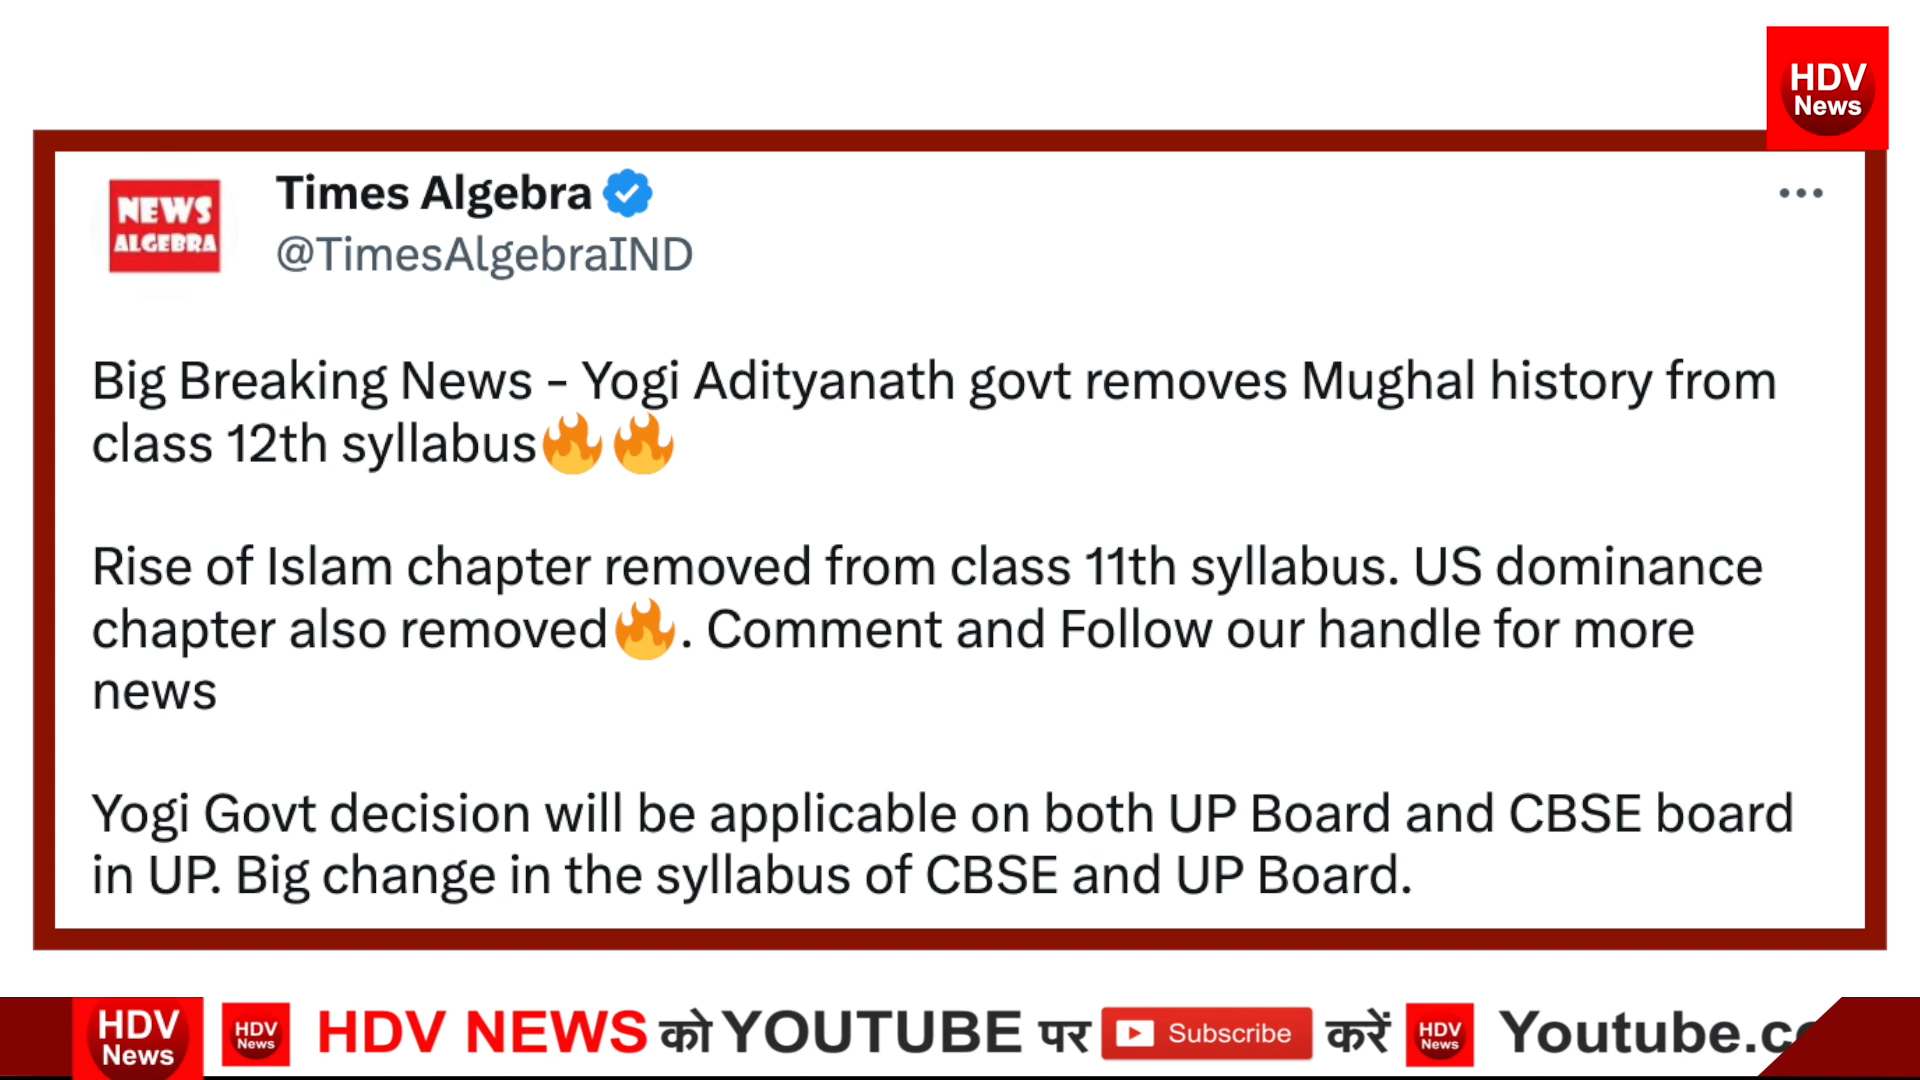 HDV
News
NEWS
ALGEBRA
Times Algebra
@TimesAlgebraIND
Big Breaking News - Yogi Adityanath govt removes Mughal history from
class 12th syllabus🔥🔥
Rise of Islam chapter removed from class 11th syllabus. US dominance
chapter also removed🔥. Comment and Follow our handle for more
news
Yogi Govt decision will be applicable on both UP Board and CBSE board
in UP. Big change in the syllabus of CBSE and UP Board.
HDV
News
HDV
News
HDV NEWS को YOUTUBE पर Subscribe करें
HDV
News
Youtube.c